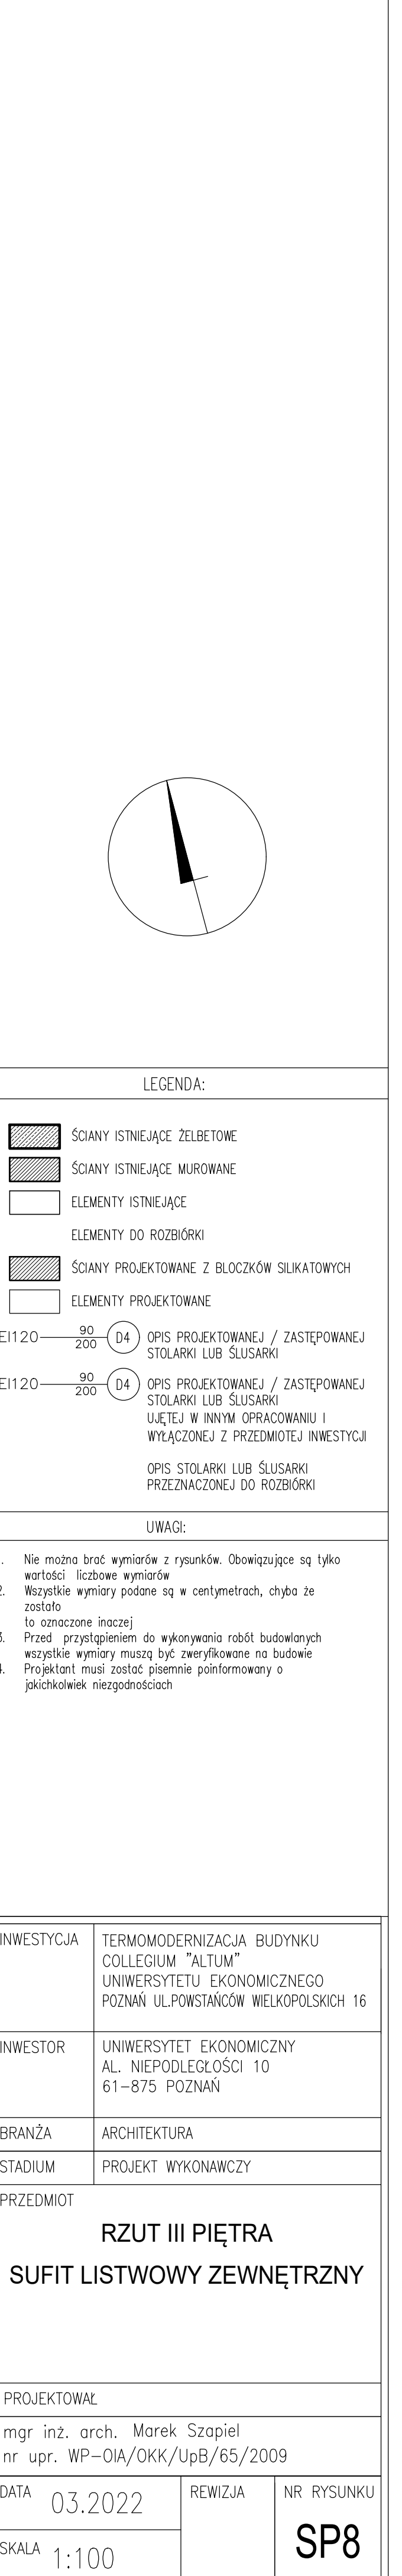 LEGENDA:
ŚCIANY ISTNIEJĄCE ŻELBETOWE
ŚCIANY ISTNIEJĄCE MUROWANE
ELEMENTY ISTNIEJĄCE
ELEMENTY DO ROZBIÓRKI
ŚCIANY PROJEKTOWANE Z BLOCZKÓW SILIKATOWYCH
ELEMENTY PROJEKTOWANE
EI120 90 200 D4 OPIS PROJEKTOWANEJ / ZASTĘPOWANEJ
STOLARKI LUB ŚLUSARKI
EI120 90 200 D4 OPIS PROJEKTOWANEJ / ZASTĘPOWANEJ
STOLARKI LUB ŚLUSARKI
UJĘTEJ W INNYM OPRACOWANIU I
WYŁĄCZONEJ Z PRZEDMIOTEJ INWESTYCJI
OPIS STOLARKI LUB ŚLUSARKI
PRZEZNACZONEJ DO ROZBIÓRKI
UWAGI:
. Nie można brać wymiarów z rysunków. Obowiązujące są tylko
wartości liczbowe wymiarów
2. Wszystkie wymiary podane są w centymetrach, chyba że
zostało
to oznaczone inaczej
3. Przed przystąpieniem do wykonywania robót budowlanych
wszystkie wymiary muszą być zweryfikowane na budowie
4. Projektant musi zostać pisemnie poinformowany o
jakichkolwiek niezgodnościach
INWESTYCJA
TERMOMODERNIZACJA BUDYNKU
COLLEGIUM "ALTUM"
UNIWERSYTETU EKONOMICZNEGO
POZNAŃ UL.POWSTAŃCÓW WIELKOPOLSKICH 16
INWESTOR
UNIWERSYTET EKONOMICZNY
AL. NIEPODLEGŁOŚCI 10
61-875 POZNAŃ
BRANŻA
ARCHITEKTURA
STADIUM
PROJEKT WYKONAWCZY
PRZEDMIOT
RZUT III PIĘTRA
SUFIT LISTWOWY ZEWNĘTRZNY
PROJEKTOWAŁ
mgr inż. arch. Marek Szapiel
nr upr. WP-OIA/OKK/UpB/65/2009
DATA 03.2022
REWIZJA
NR RYSUNKU
SP8
SKALA 1:100